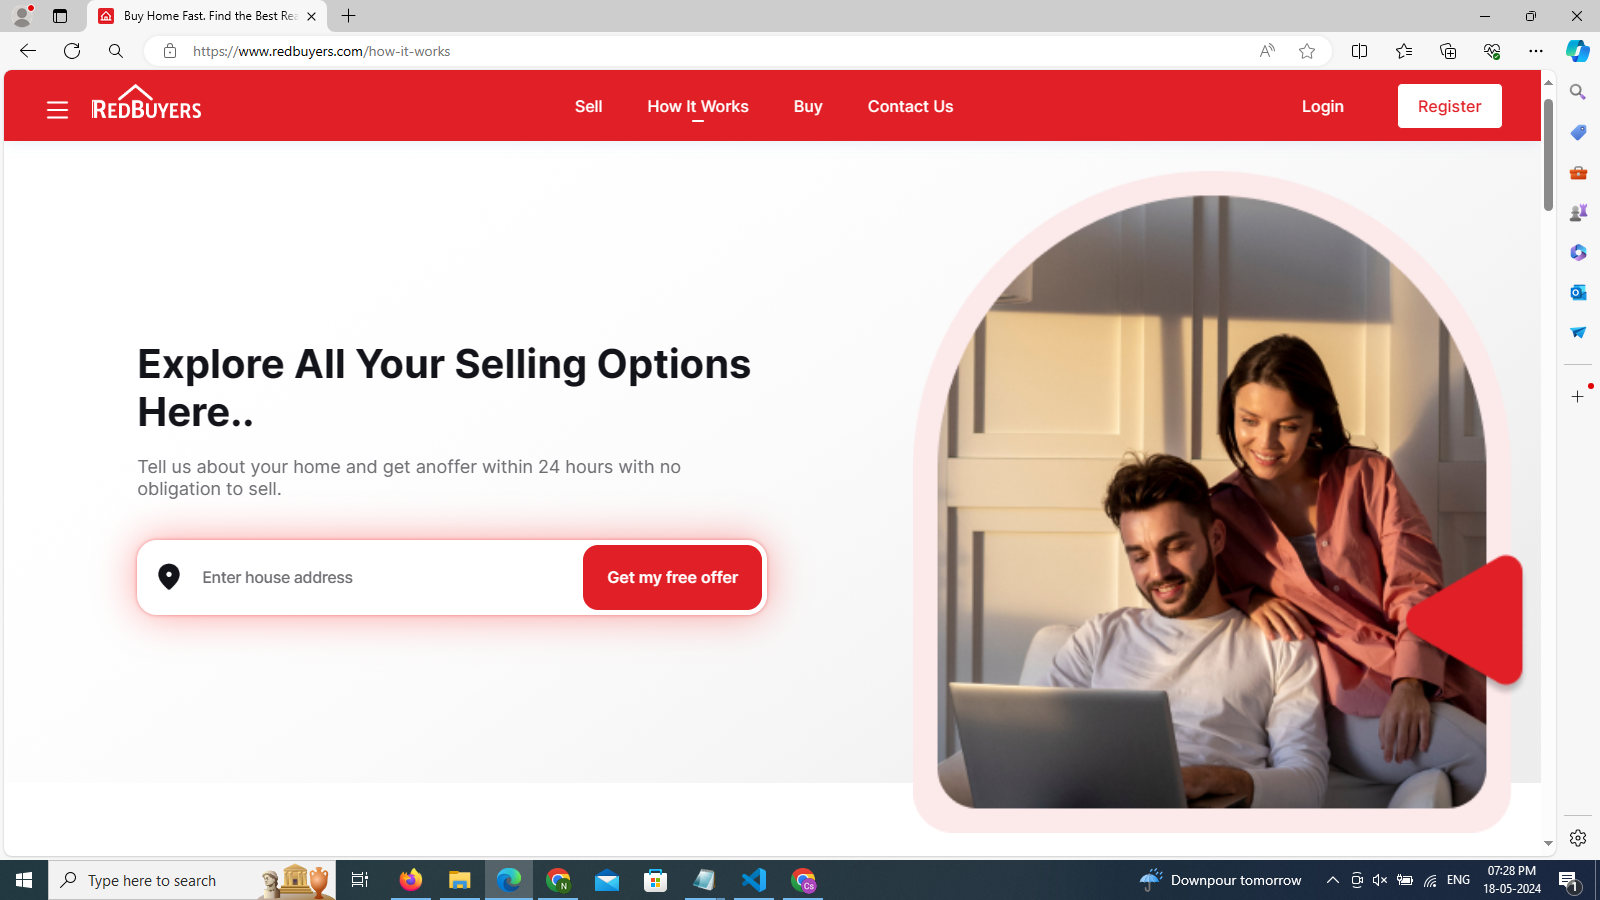 Buy Home Fast. Find the Best Rea
https://www.redbuyers.com/how-it-works
REDBUYERS
Sell
How It Works
Buy
Contact Us
Login
Register
Explore All Your Selling Options
Here..
Tell us about your home and get anoffer within 24 hours with no
obligation to sell.
Enter house address
Get my free offer
Type here to search
N
Cs
Downpour tomorrow
ENG
07:28 PM
18-05-2024
1